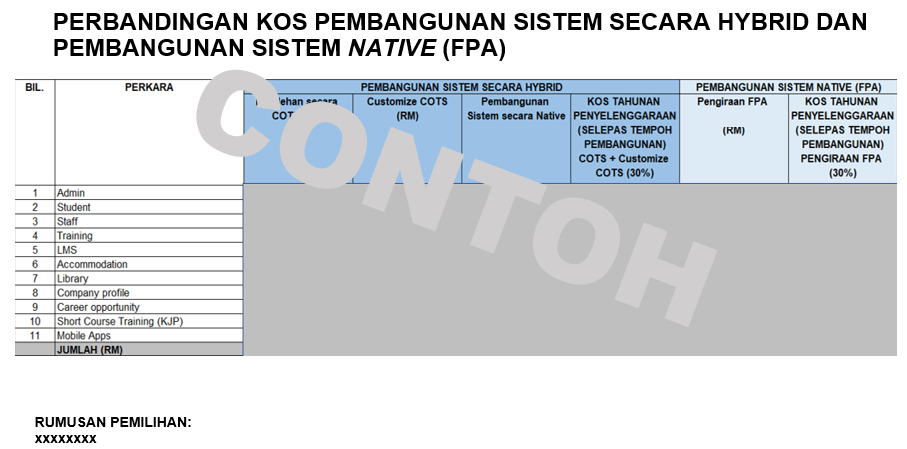 PERBANDINGAN KOS PEMBANGUNAN SISTEM SECARA HYBRID DAN
PEMBANGUNAN SISTEM NATIVE (FPA)
BIL. PERKARA PEMBANGUNAN SISTEM SECARA HYBRID PEMBANGUNAN SISTEM NATIVE (FPA)
secara
COT
Customize COTS
(RM)
Pembangunan
Sistem secara Native
KOS TAHUNAN
PENYELENGGARAAN
(SELEPAS TEMPOH
PEMBANGUNAN)
COTS + Customize
COTS (30%)
Pengiraan FPA
(RM)
KOS TAHUNAN
PENYELENGGARAAN
(SELEPAS TEMPOH
PEMBANGUNAN)
PENGIRAAN FPA
(30%)
1 Admin
2 Student
3 Staff
4 Training
5 LMS
6 Accommodation
7 Library
8 Company profile
9 Career opportunity
10 Short Course Training (KJP)
11 Mobile Apps
JUMLAH (RM)
CONTOH
RUMUSAN PEMILIHAN:
xxxxxxxx